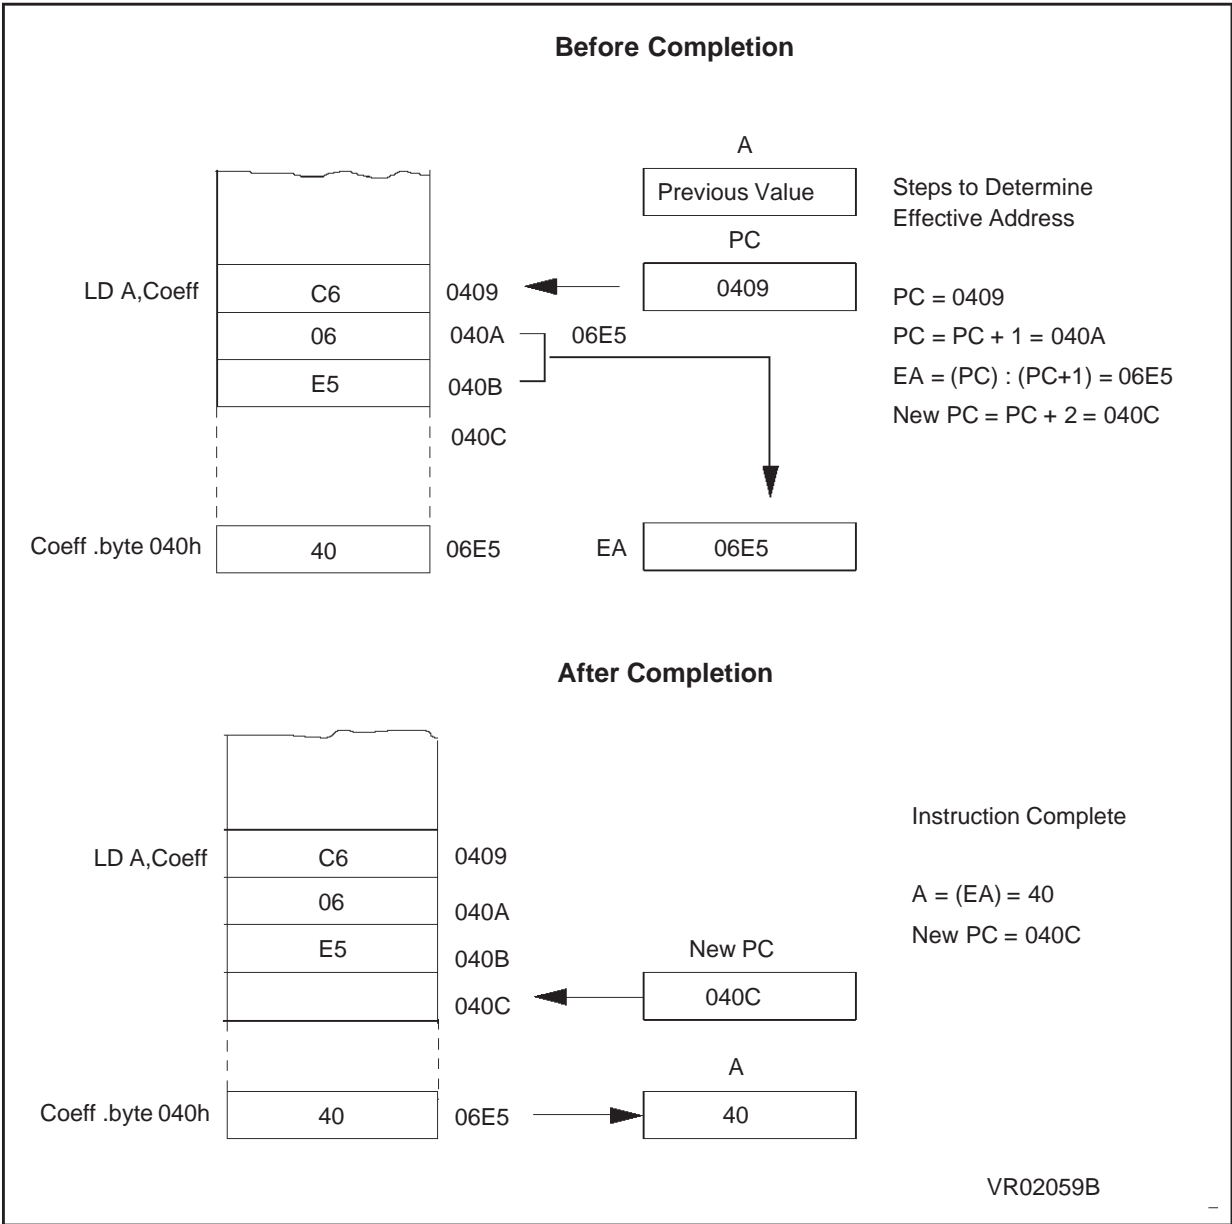 Before Completion
A
Previous Value
Steps to Determine
Effective Address
PC
LD A,Coeff
C6
0409
0409
PC = 0409
06
040A
06E5
PC = PC + 1 = 040A
E5
040B
EA = (PC) : (PC+1) = 06E5
040C
New PC = PC + 2 = 040C
Coeff .byte 040h
40
06E5
EA
06E5
After Completion
Instruction Complete
LD A,Coeff
C6
0409
06
040A
A = (EA) = 40
E5
040B
New PC
New PC = 040C
040C
040C
A
Coeff .byte 040h
40
06E5
40
VR02059B